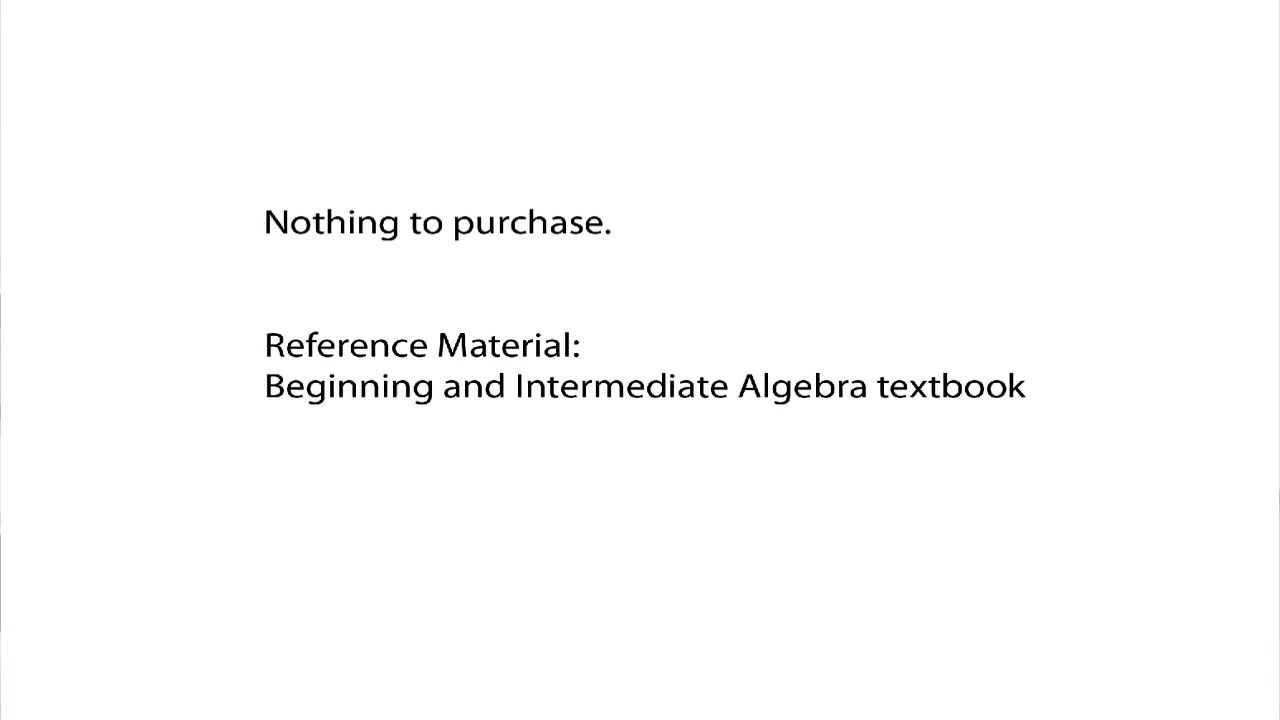 Nothing to purchase.
Reference Material:
Beginning and Intermediate Algebra textbook